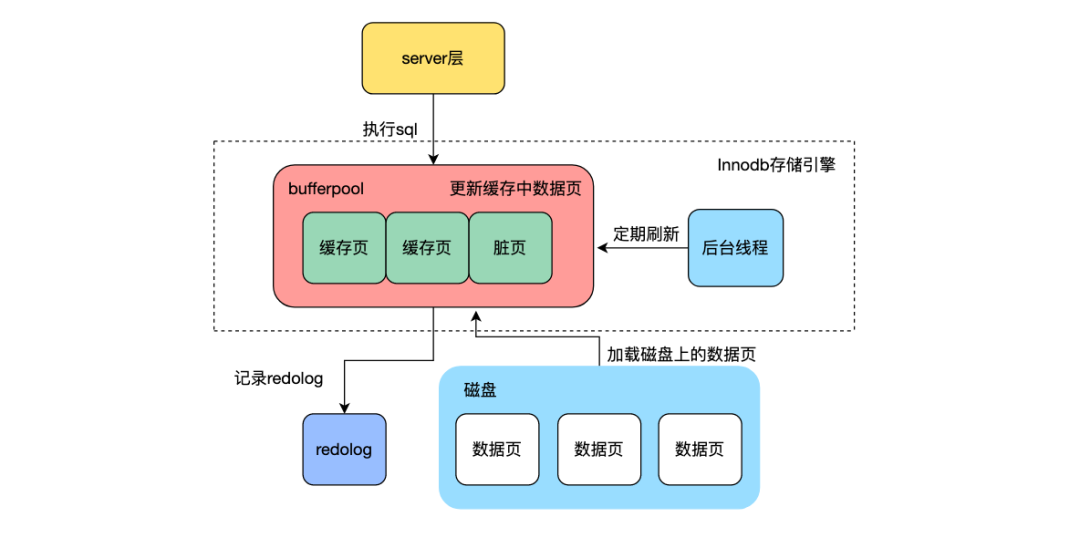 server层
执行sql
Innodb存储引擎
bufferpool 更新缓存中数据页
缓存页 缓存页 脏页
定期刷新
后台线程
加载磁盘上的数据页
记录redolog
磁盘
redolog
数据页 数据页 数据页